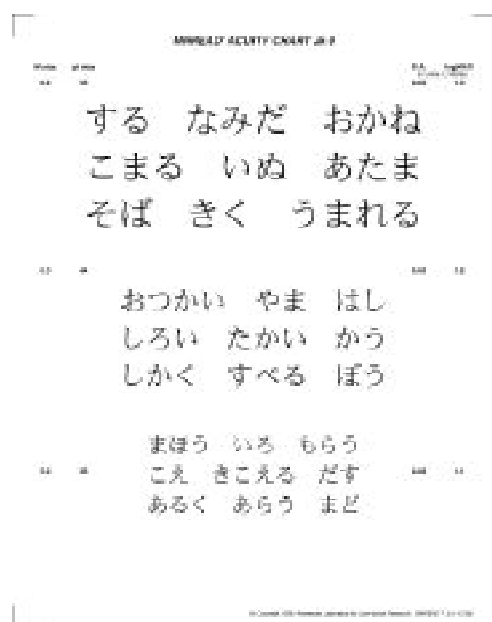 MNREAD ACUITY CHART
する　なみだ　おかね
こまる　いぬ　あたま
そば　きく　うまれる
おつかい　やま　はし
しろい　たかい　かう
しかく　すべる　ぼう
まほう　いろ　もらう
こえ　きこえる　だす
あるく　あらう　まど